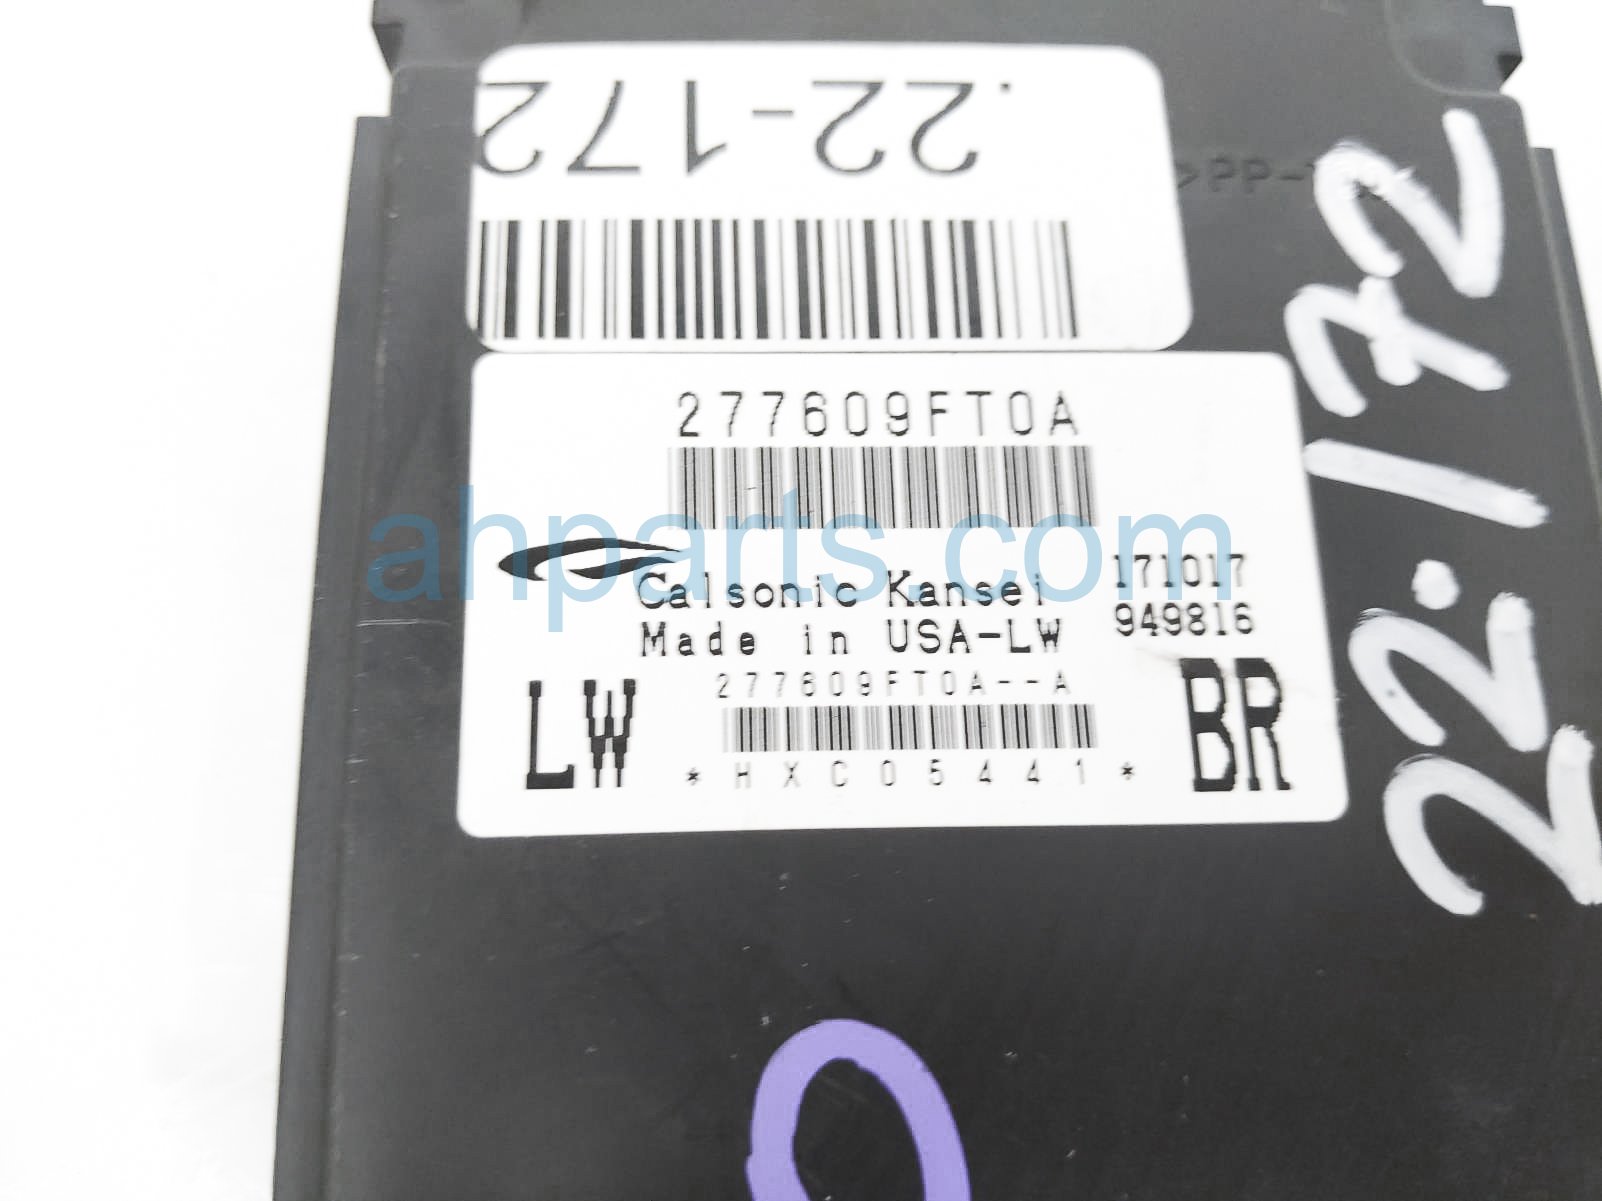 .22-172
>PP-
22.172
277609FT0A
ahparts.com
Calsonic Kansei 171017
Made in USA-LW 949816
277609FT0A--A
LW BR
*HXC05441*
0